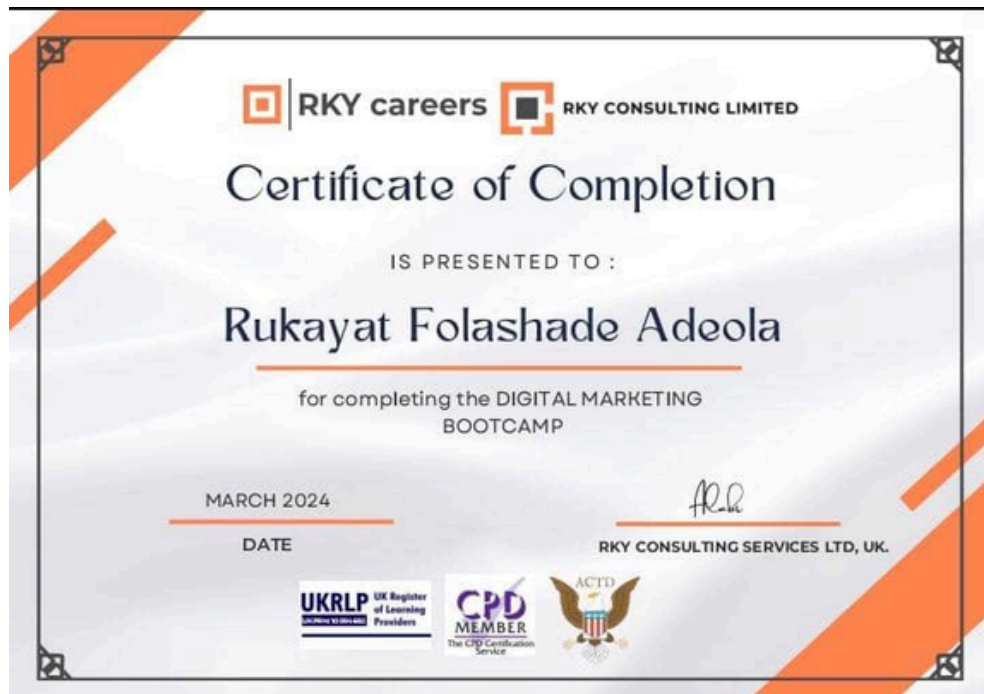 RKY careers
RKY CONSULTING LIMITED
Certificate of Completion
IS PRESENTED TO :
Rukayat Folashade Adeola
for completing the DIGITAL MARKETING
BOOTCAMP
MARCH 2024
DATE
RKY CONSULTING SERVICES LTD, UK.
UKRLP
UK Register
of Learning
Providers
CPD
MEMBER
The CPD Certification
Service
ACTD